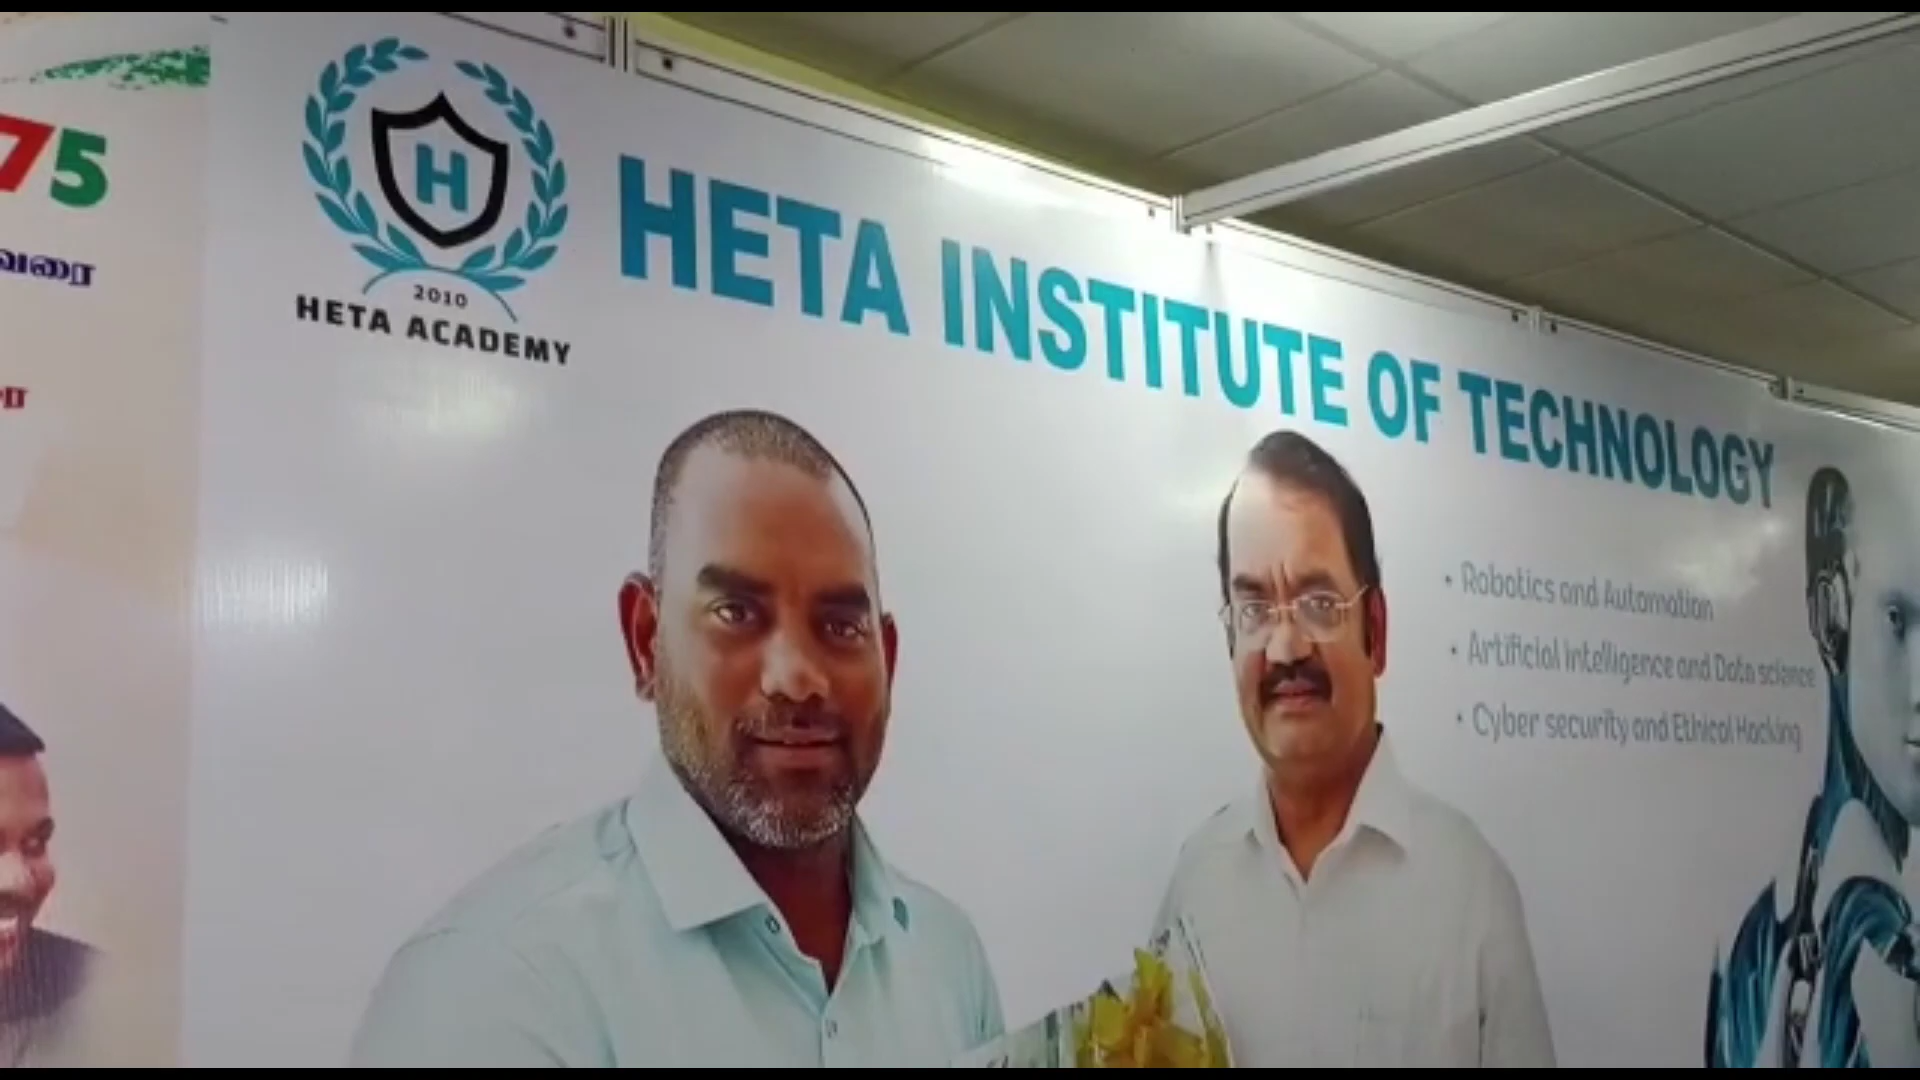 75
H
2010
HETA ACADEMY
HETA INSTITUTE OF TECHNOLOGY
• Robotics and Automation
• Artificial intelligence and Data science
• Cyber security and Ethical Hacking